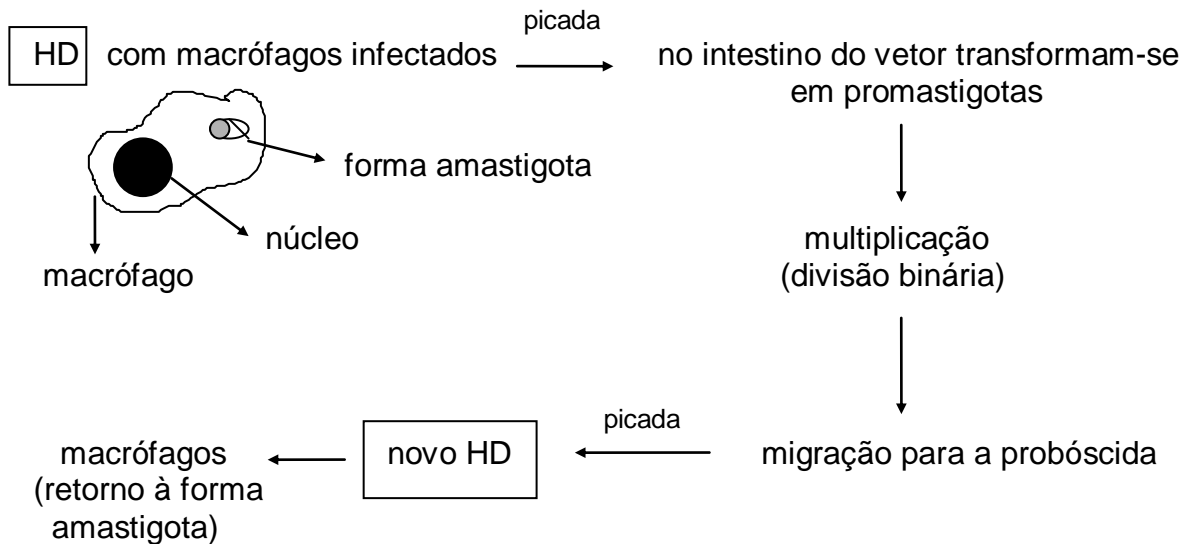 HD com macrófagos infectados
picada
no intestino do vetor transformam-se
em promastigotas
forma amastigota
núcleo
macrófago
multiplicação
(divisão binária)
migração para a probóscida
picada
novo HD
macrófagos
(retorno à forma
amastigota)